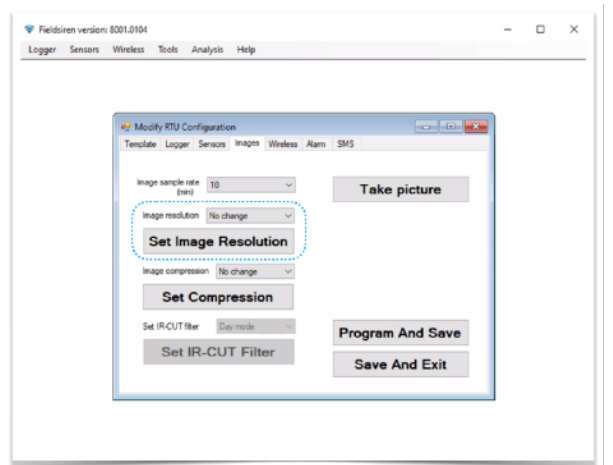 Fieldsiren version: 8001.0104
Logger Sensors Wireless Tools Analysis Help
Modify RTU Configuration
Template Logger Sensors Images Wireless Alarm SMS
Image sample rate (min) 10
Take picture
Image resolution No change
Set Image Resolution
Image compression No change
Set Compression
Set IR-CUT filter Day mode
Program And Save
Set IR-CUT Filter
Save And Exit